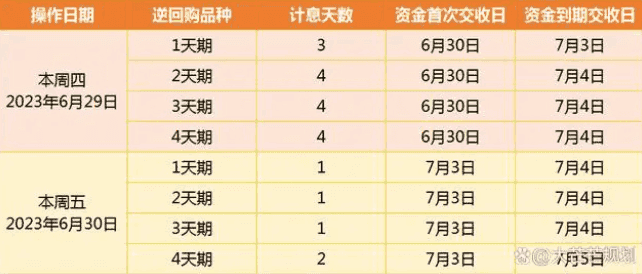 操作日期 逆回购品种 计息天数 资金首次交收日 资金到期交收日
本周四
2023年6月29日
1天期 3 6月30日 7月3日
2天期 4 6月30日 7月4日
3天期 4 6月30日 7月4日
4天期 4 6月30日 7月4日
本周五
2023年6月30日
1天期 1 7月3日 7月4日
2天期 1 7月3日 7月4日
3天期 1 7月3日 7月4日
4天期 2 7月3日 7月5日